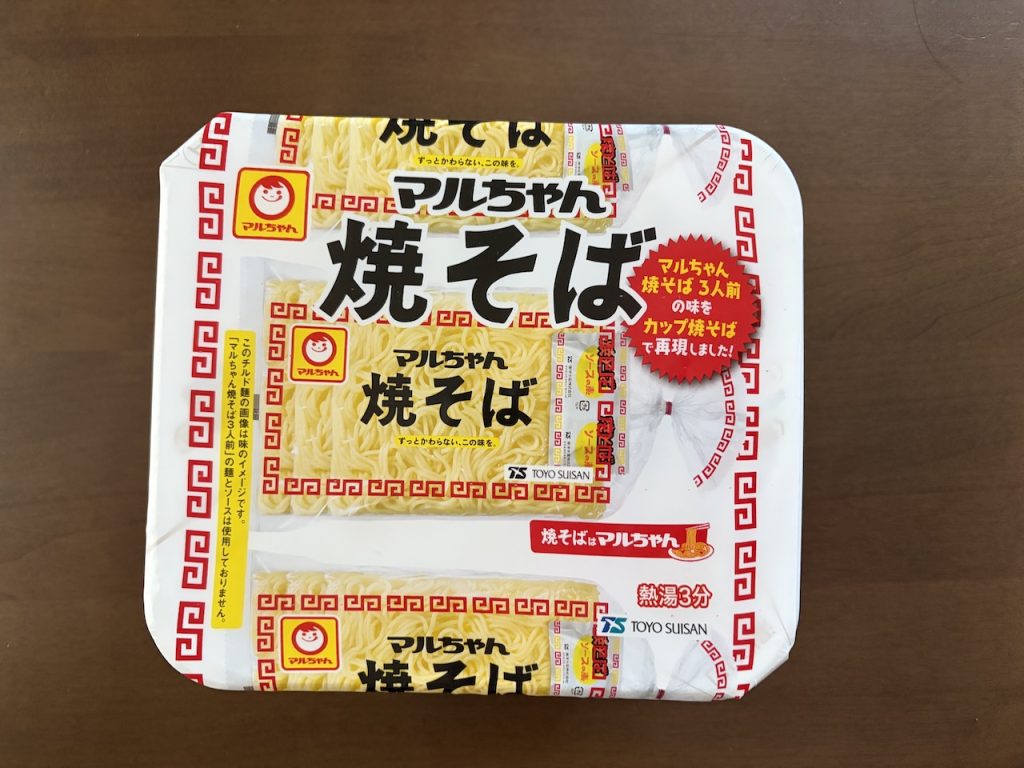 焼そば
ずっとかわらない、この味を。
マルちゃん
マルちゃん
焼そば
マルちゃん
焼そば 3人前
の味を
カップ焼そば
で再現しました!
マルちゃん
マルちゃん
焼そば
ずっとかわらない、この味を。
TS TOYO SUISAN
このチルド麺の画像は味のイメージです。
「マルちゃん焼そば3人前」の麺とソースは使用しておりません。
焼そばはマルちゃん
熱湯3分
TS TOYO SUISAN
マルちゃん
マルちゃん
焼そば